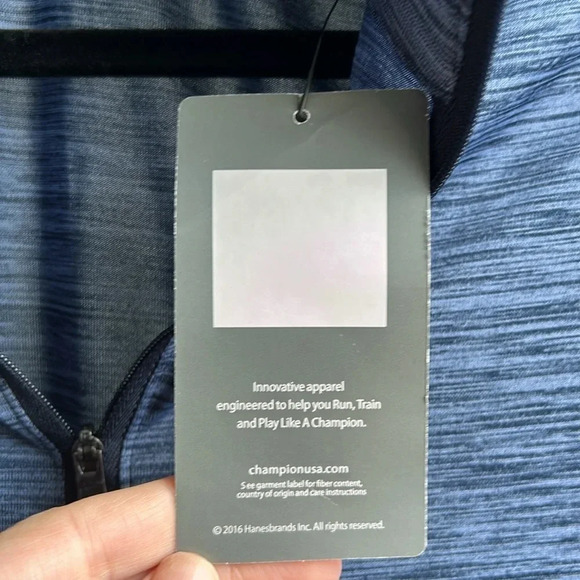 Innovative apparel
engineered to help you Run, Train
and Play Like A Champion.
championusa.com
See garment label for fiber content,
country of origin and care instructions
© 2016 Hanesbrands Inc. All rights reserved.